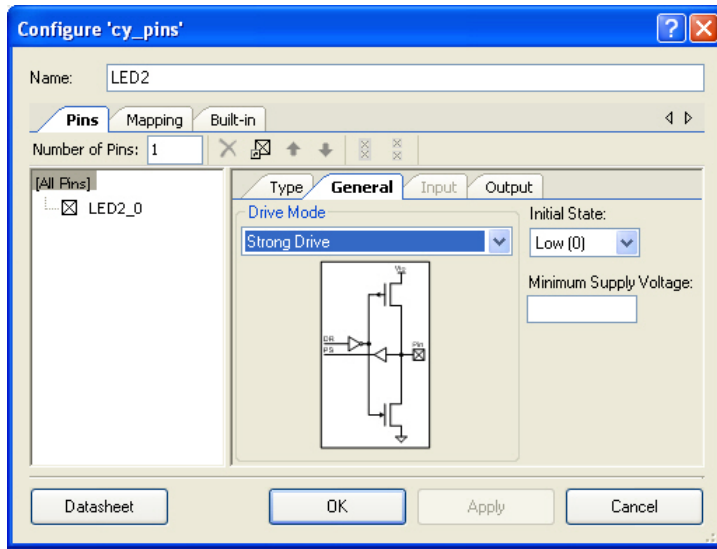 Configure 'cy_pins'
Name: LED2
Pins Mapping Built-in
Number of Pins: 1
[All Pins]
LED2_0
Type General Input Output
Drive Mode
Strong Drive
Initial State:
Low (0)
Minimum Supply Voltage:
Vio
DR
PS
Pin
Datasheet OK Apply Cancel